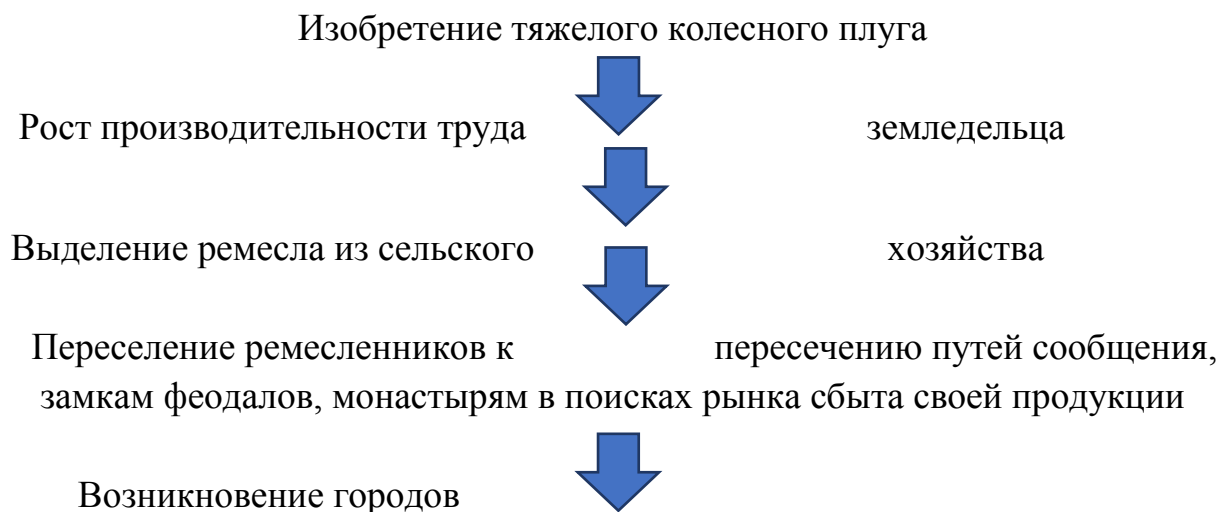 Изобретение тяжелого колесного плуга
Рост производительности труда земледельца
Выделение ремесла из сельского хозяйства
Переселение ремесленников к пересечению путей сообщения,
замкам феодалов, монастырям в поисках рынка сбыта своей продукции
Возникновение городов